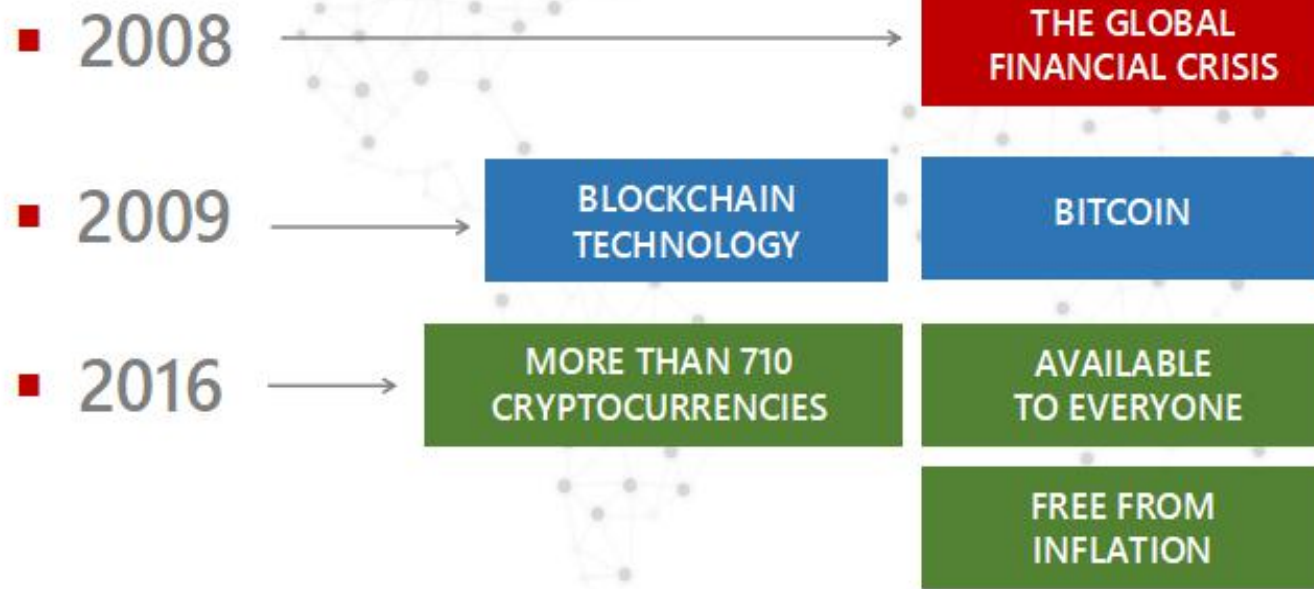 2008
THE GLOBAL
FINANCIAL CRISIS
2009
BLOCKCHAIN
TECHNOLOGY
BITCOIN
2016
MORE THAN 710
CRYPTOCURRENCIES
AVAILABLE
TO EVERYONE
FREE FROM
INFLATION